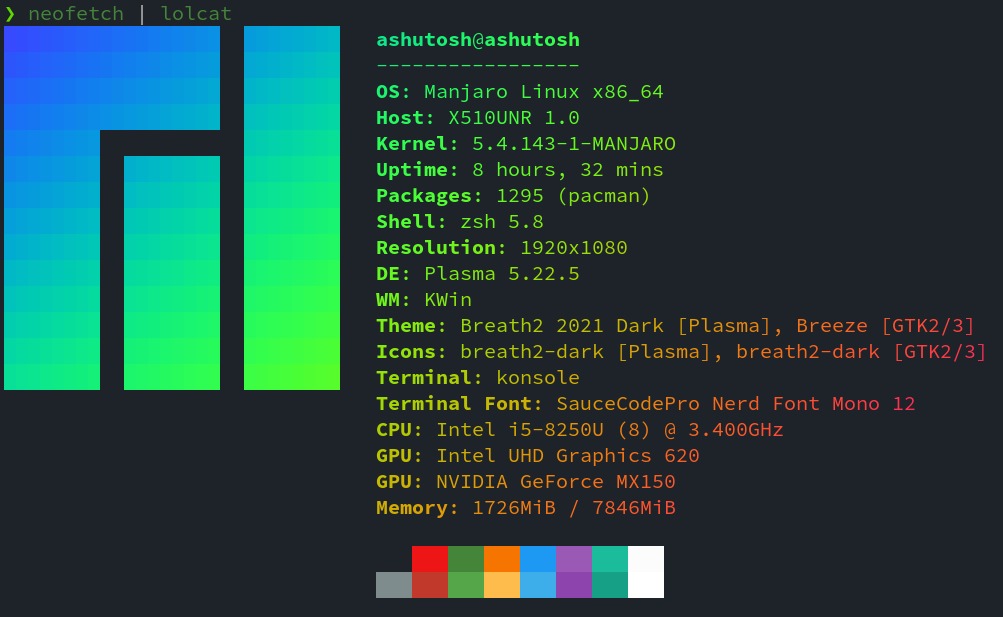 ❯ neofetch | lolcat
ashutosh@ashutosh
-----------------
OS: Manjaro Linux x86_64
Host: X510UNR 1.0
Kernel: 5.4.143-1-MANJARO
Uptime: 8 hours, 32 mins
Packages: 1295 (pacman)
Shell: zsh 5.8
Resolution: 1920x1080
DE: Plasma 5.22.5
WM: KWin
Theme: Breath2 2021 Dark [Plasma], Breeze [GTK2/3]
Icons: breath2-dark [Plasma], breath2-dark [GTK2/3]
Terminal: konsole
Terminal Font: SauceCodePro Nerd Font Mono 12
CPU: Intel i5-8250U (8) @ 3.400GHz
GPU: Intel UHD Graphics 620
GPU: NVIDIA GeForce MX150
Memory: 1726MiB / 7846MiB